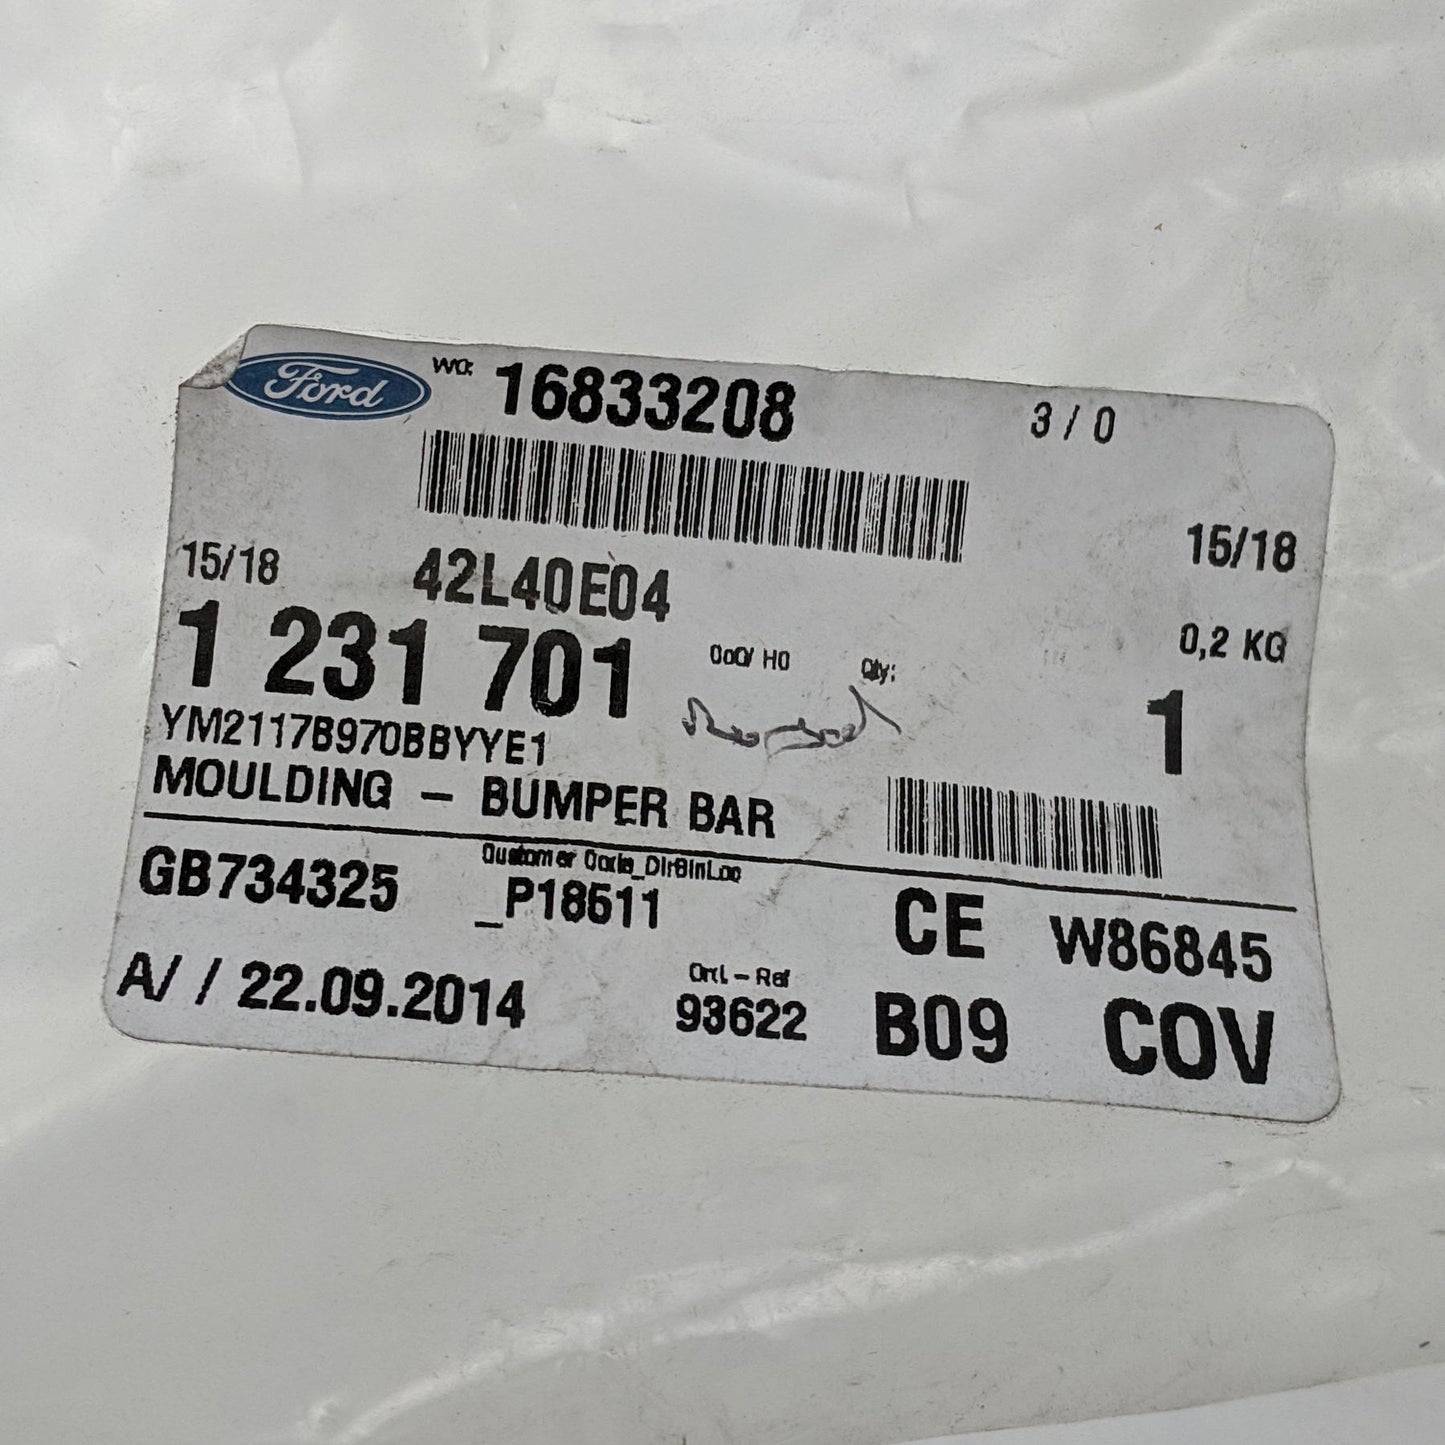 Ford WO: 16833208 3 / 0
15/18 42L40E04 15/18
1 231 701 CoO/ HO Qty: 0,2 KG
1
YM2117B970BBYYE1
MOULDING - BUMPER BAR
GB734325 Customer Code_DirBinLoc
_P18511 CE W86845
A/ / 22.09.2014 Ord. - Ref
93622 B09 COV